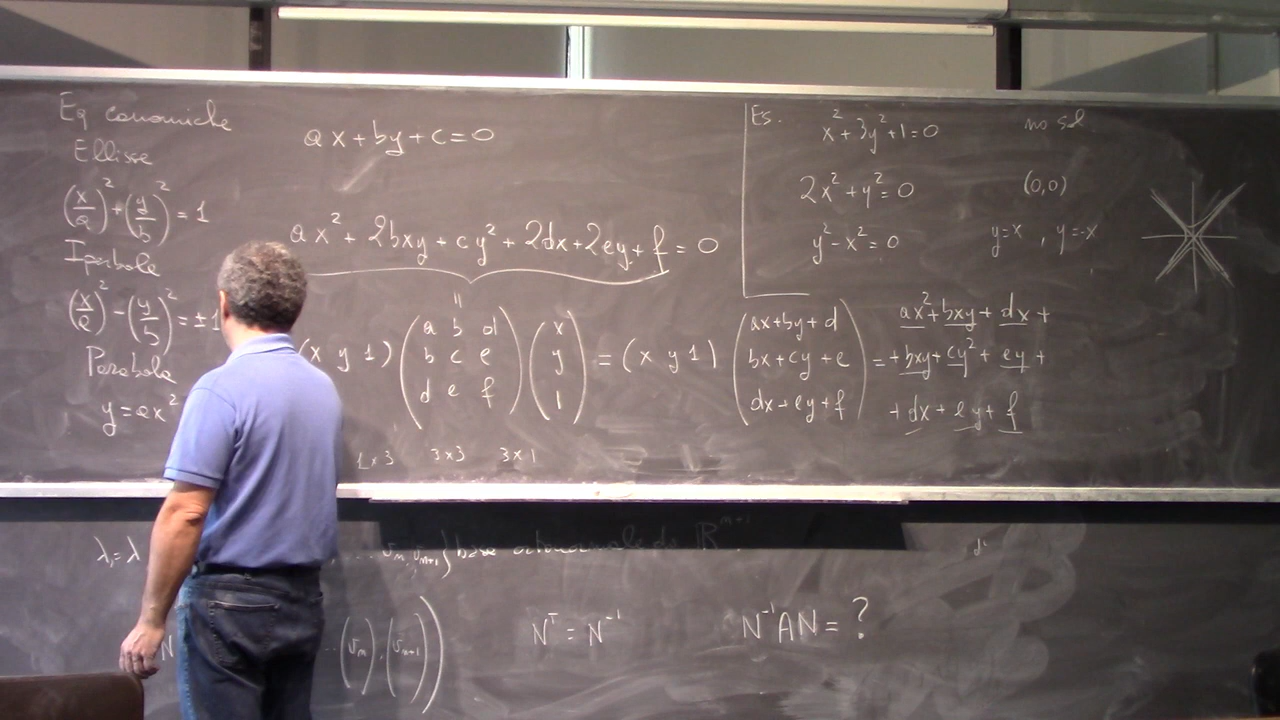 Eq canoniche
Ellisse
(x/a)² + (y/b)² = 1
Iperbole
(x/a)² - (y/b)² = ±1
Parabola
y = ax²
ax + by + c = 0
ax² + 2bxy + cy² + 2dx + 2ey + f = 0
"
(x y 1) (a b d) (x) = (x y 1) (ax+by+d) = ax² + bxy + dx +
(b c e) (y) (bx+cy+e) + bxy + cy² + ey +
(d e f) (1) (dx+ey+f) + dx + ey + f
1×3 3×3 3×1
Es. x² + 3y² + 1 = 0 no sol
2x² + y² = 0 (0,0)
y² - x² = 0 y=x , y=-x
λ₁ = λ ... vₙ, vₙ₊₁} base ortonormale di ℝⁿ⁺¹
N ... (vₙ), (vₙ₊₁))
Nᵀ = N⁻¹
N⁻¹AN = ?